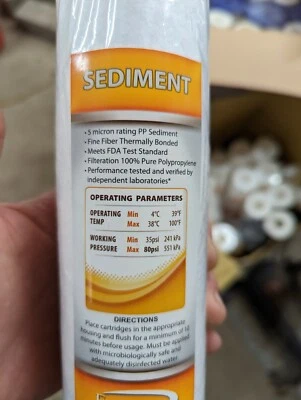 SEDIMENT
• 5 micron rating PP Sediment
• Fine Fiber Thermally Bonded
• Meets FDA Test Standard
• Filteration 100% Pure Polypropylene
• Performance tested and verified by
independent laboratories*
OPERATING PARAMETERS
OPERATING Min 4°C 39°F
TEMP Max 38°C 100°F
WORKING Min 35psi 241 kPa
PRESSURE Max 80psi 551 kPa
DIRECTIONS
Place cartridges in the appropriate
housing and flush for a minimum of
minutes before usage. Must be applied
with microbiologically safe and
adequately disinfected water